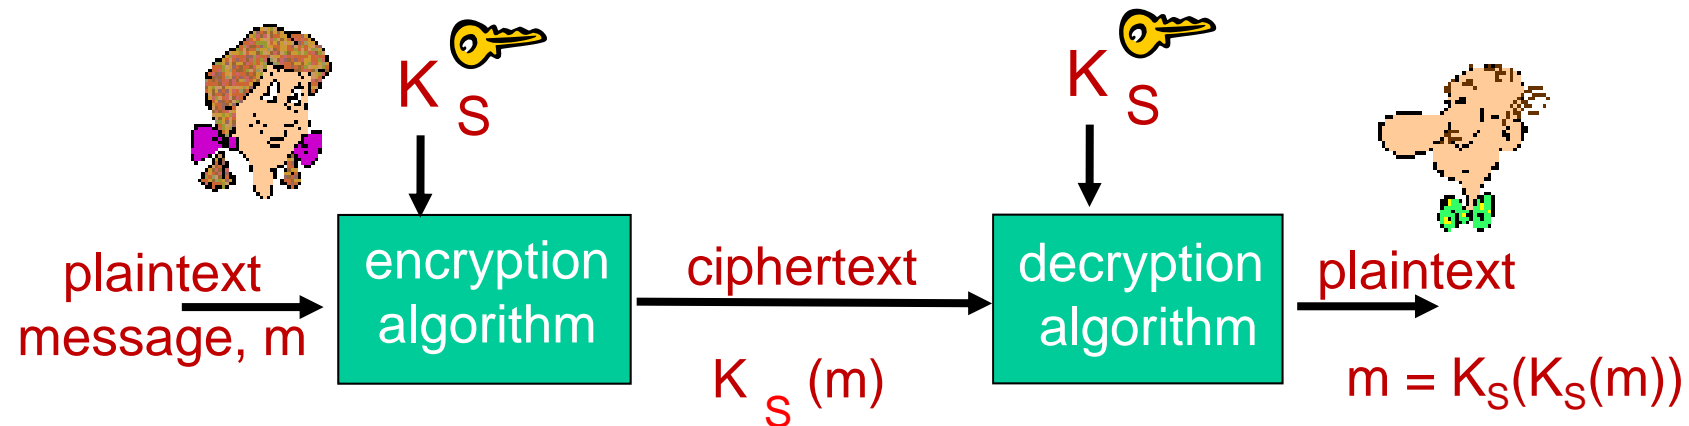 K S
K S
plaintext
message, m
encryption
algorithm
ciphertext
K S (m)
decryption
algorithm
plaintext
m = KS(KS(m))